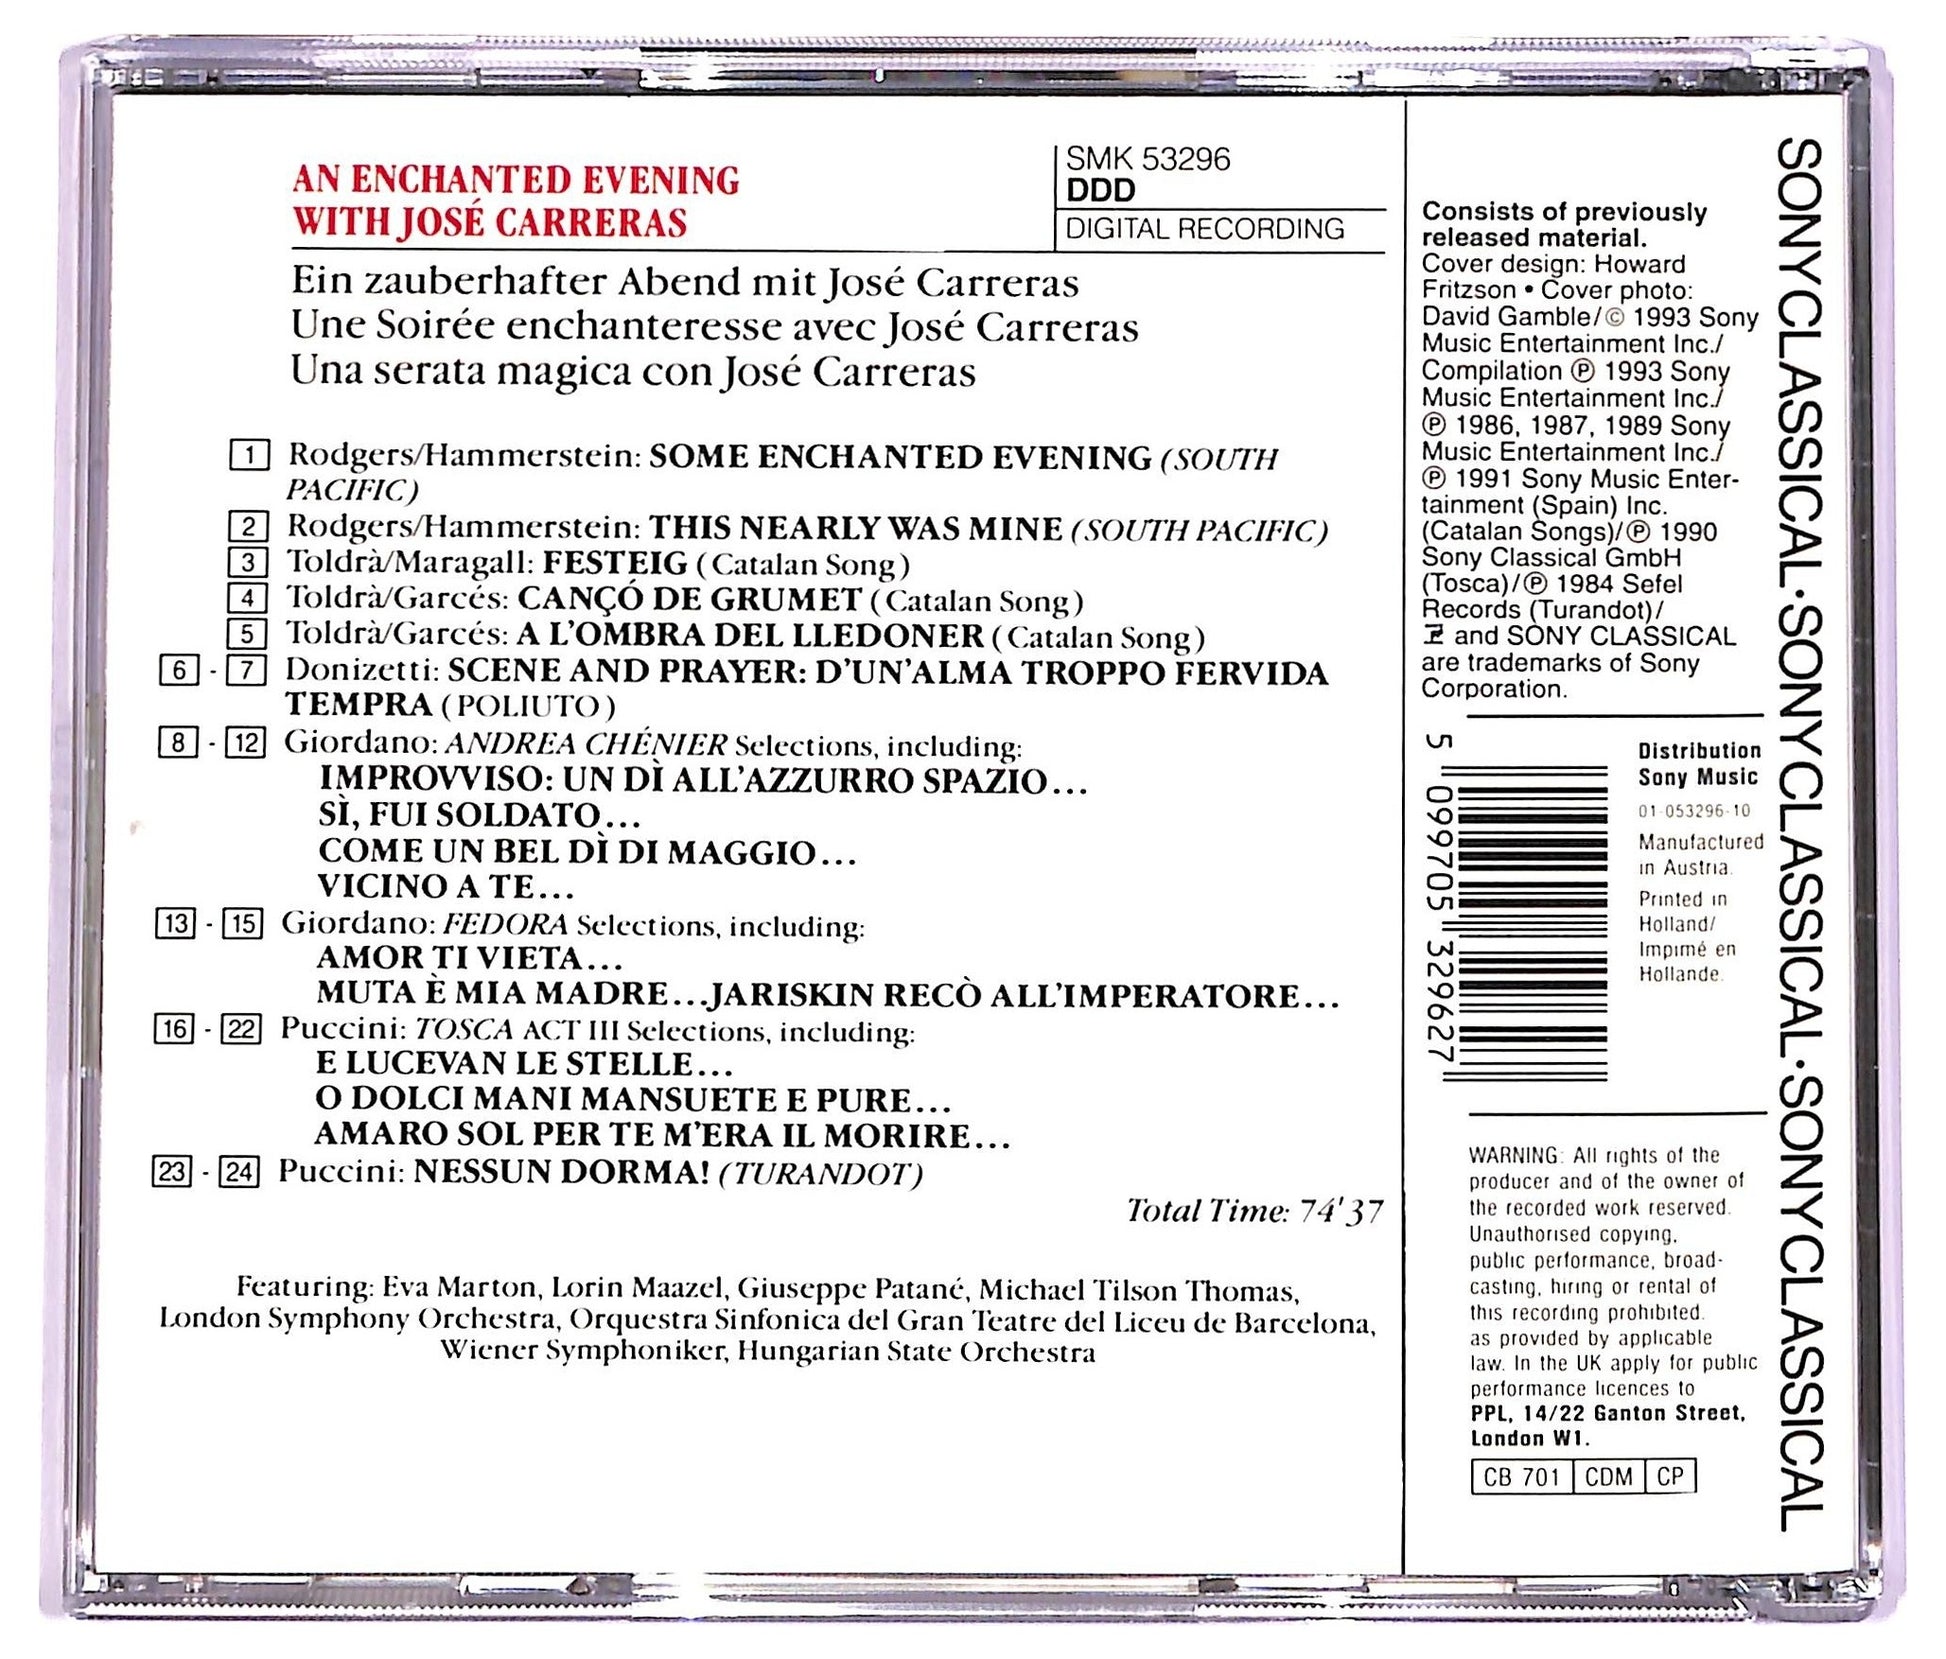 AN ENCHANTED EVENING
WITH JOSÉ CARRERAS
SMK 53296
DDD
DIGITAL RECORDING
Ein zauberhafter Abend mit José Carreras
Une Soirée enchanteresse avec José Carreras
Una serata magica con José Carreras
1 Rodgers/Hammerstein: SOME ENCHANTED EVENING (SOUTH
PACIFIC)
2 Rodgers/Hammerstein: THIS NEARLY WAS MINE (SOUTH PACIFIC)
3 Toldrà/Maragall: FESTEIG (Catalan Song)
4 Toldrà/Garcés: CANÇÓ DE GRUMET (Catalan Song)
5 Toldrà/Garcés: A L'OMBRA DEL LLEDONER (Catalan Song)
6 - 7 Donizetti: SCENE AND PRAYER: D'UN'ALMA TROPPO FERVIDA
TEMPRA (POLIUTO)
8 - 12 Giordano: ANDREA CHÉNIER Selections, including:
IMPROVVISO: UN DÌ ALL'AZZURRO SPAZIO...
SÌ, FUI SOLDATO...
COME UN BEL DÌ DI MAGGIO...
VICINO A TE...
13 - 15 Giordano: FEDORA Selections, including:
AMOR TI VIETA...
MUTA È MIA MADRE...JARISKIN RECÒ ALL'IMPERATORE...
16 - 22 Puccini: TOSCA ACT III Selections, including:
E LUCEVAN LE STELLE...
O DOLCI MANI MANSUETE E PURE...
AMARO SOL PER TE M'ERA IL MORIRE...
23 - 24 Puccini: NESSUN DORMA! (TURANDOT)
Total Time: 74'37
Featuring: Eva Marton, Lorin Maazel, Giuseppe Patané, Michael Tilson Thomas,
London Symphony Orchestra, Orquestra Sinfonica del Gran Teatre del Liceu de Barcelona,
Wiener Symphoniker, Hungarian State Orchestra
Consists of previously
released material.
Cover design: Howard
Fritzson • Cover photo:
David Gamble/© 1993 Sony
Music Entertainment Inc./
Compilation ℗ 1993 Sony
Music Entertainment Inc./
℗ 1986, 1987, 1989 Sony
Music Entertainment Inc./
℗ 1991 Sony Music Enter-
tainment (Spain) Inc.
(Catalan Songs)/℗ 1990
Sony Classical GmbH
(Tosca)/℗ 1984 Sefel
Records (Turandot)/
and SONY CLASSICAL
are trademarks of Sony
Corporation.
5 099705 329627
Distribution
Sony Music
01-053296-10
Manufactured
in Austria.
Printed in
Holland/
Impimé en
Hollande.
WARNING: All rights of the
producer and of the owner of
the recorded work reserved.
Unauthorised copying,
public performance, broad-
casting, hiring or rental of
this recording prohibited.
as provided by applicable
law. In the UK apply for public
performance licences to
PPL, 14/22 Ganton Street,
London W1.
CB 701 CDM CP
SONYCLASSICAL·SONYCLASSICAL·SONYCLASSICAL